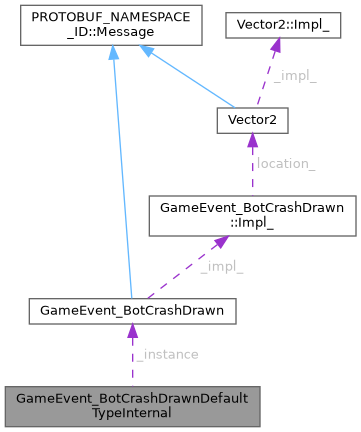 PROTOBUF_NAMESPACE
_ID::Message
Vector2::Impl_
_impl_
Vector2
location_
GameEvent_BotCrashDrawn
::Impl_
_impl_
GameEvent_BotCrashDrawn
_instance
GameEvent_BotCrashDrawnDefault
TypeInternal